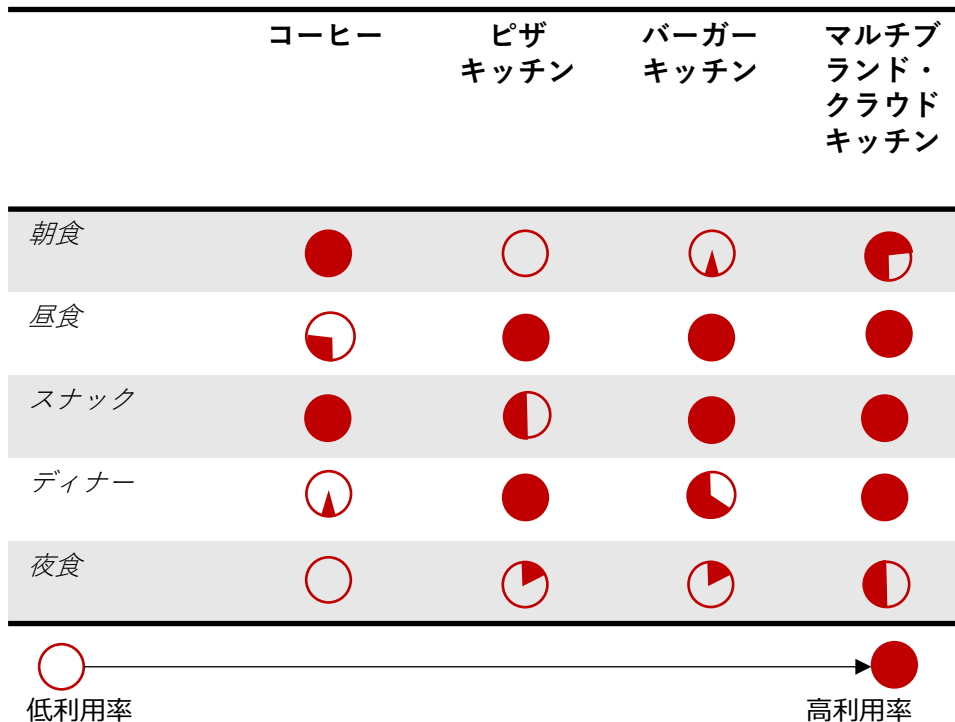 コーヒー
ピザ
キッチン
バーガー
キッチン
マルチブ
ランド・
クラウド
キッチン
朝食
昼食
スナック
ディナー
夜食
低利用率
高利用率